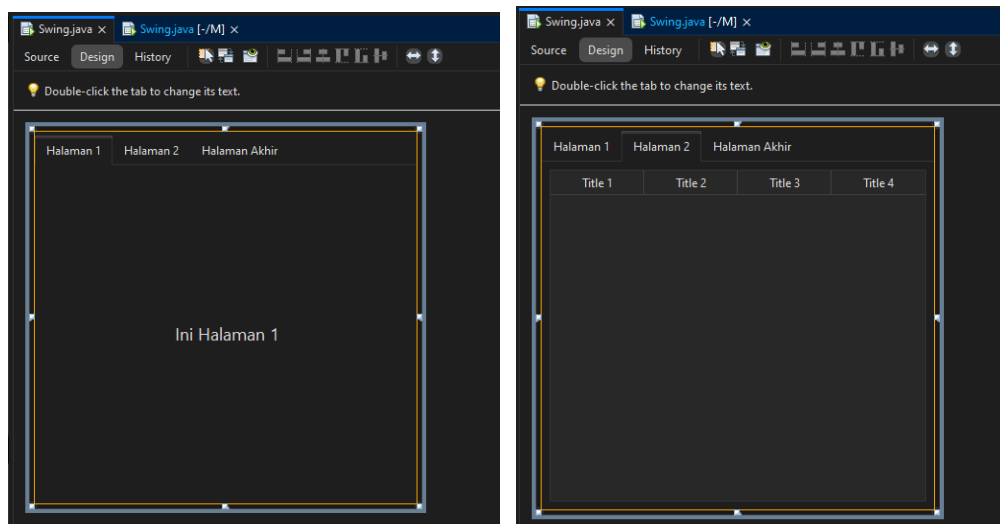 Swing.java × Swing.java [-/M] ×
Source Design History
Double-click the tab to change its text.
Halaman 1 Halaman 2 Halaman Akhir
Ini Halaman 1
Swing.java × Swing.java [-/M] ×
Source Design History
Double-click the tab to change its text.
Halaman 1 Halaman 2 Halaman Akhir
Title 1 Title 2 Title 3 Title 4